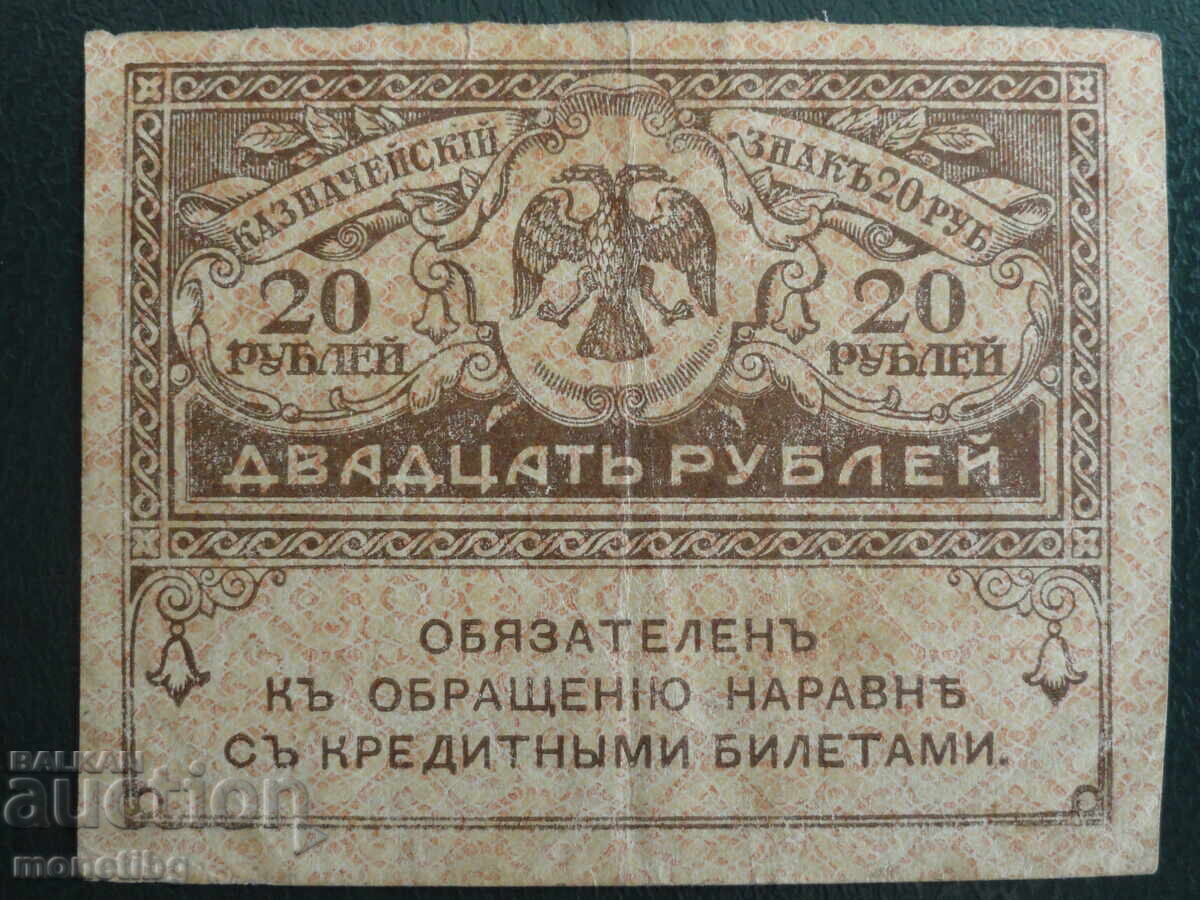 КАЗНАЧЕЙСКІЙ ЗНАКЪ 20 РУБ
20 РУБЛЕЙ
20 РУБЛЕЙ
ДВАДЦАТЬ РУБЛЕЙ
ОБЯЗАТЕЛЕНЪ
КЪ ОБРАЩЕНІЮ НАРАВНѢ
СЪ КРЕДИТНЫМИ БИЛЕТАМИ.
BALKAN
auction
monetibg